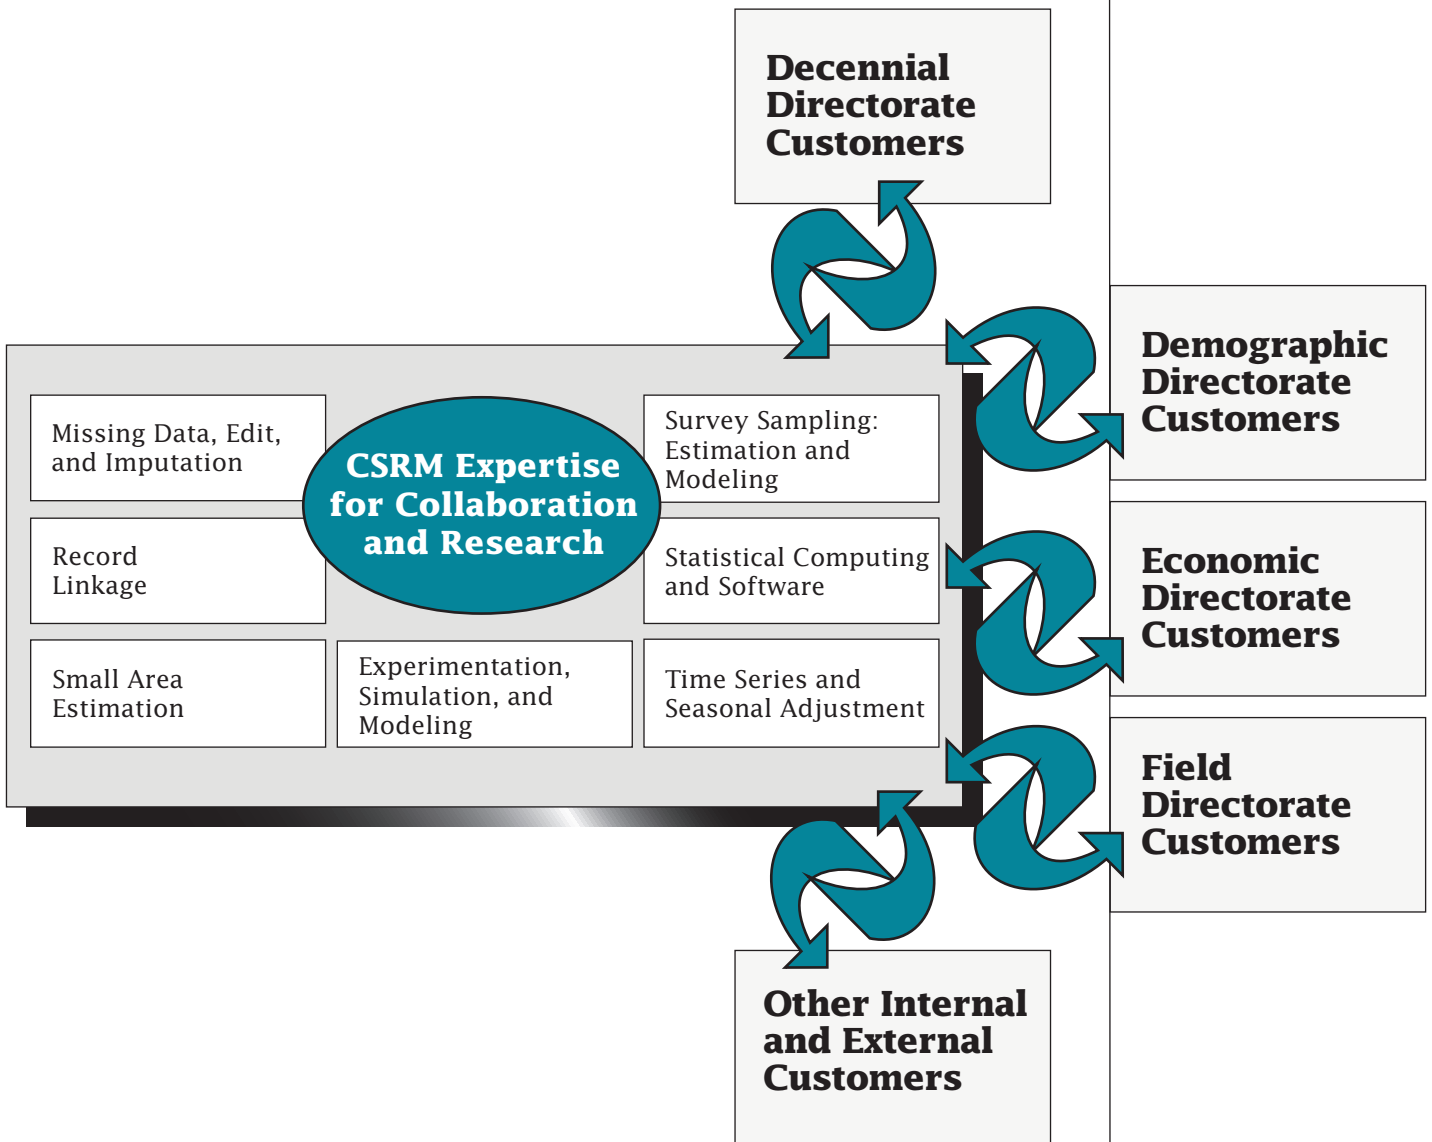 Decennial
Directorate
Customers
Demographic
Directorate
Customers
Missing Data, Edit,
and Imputation
CSRM Expertise
for Collaboration
and Research
Survey Sampling:
Estimation and
Modeling
Record
Linkage
Statistical Computing
and Software
Economic
Directorate
Customers
Small Area
Estimation
Experimentation,
Simulation, and
Modeling
Time Series and
Seasonal Adjustment
Field
Directorate
Customers
Other Internal
and External
Customers